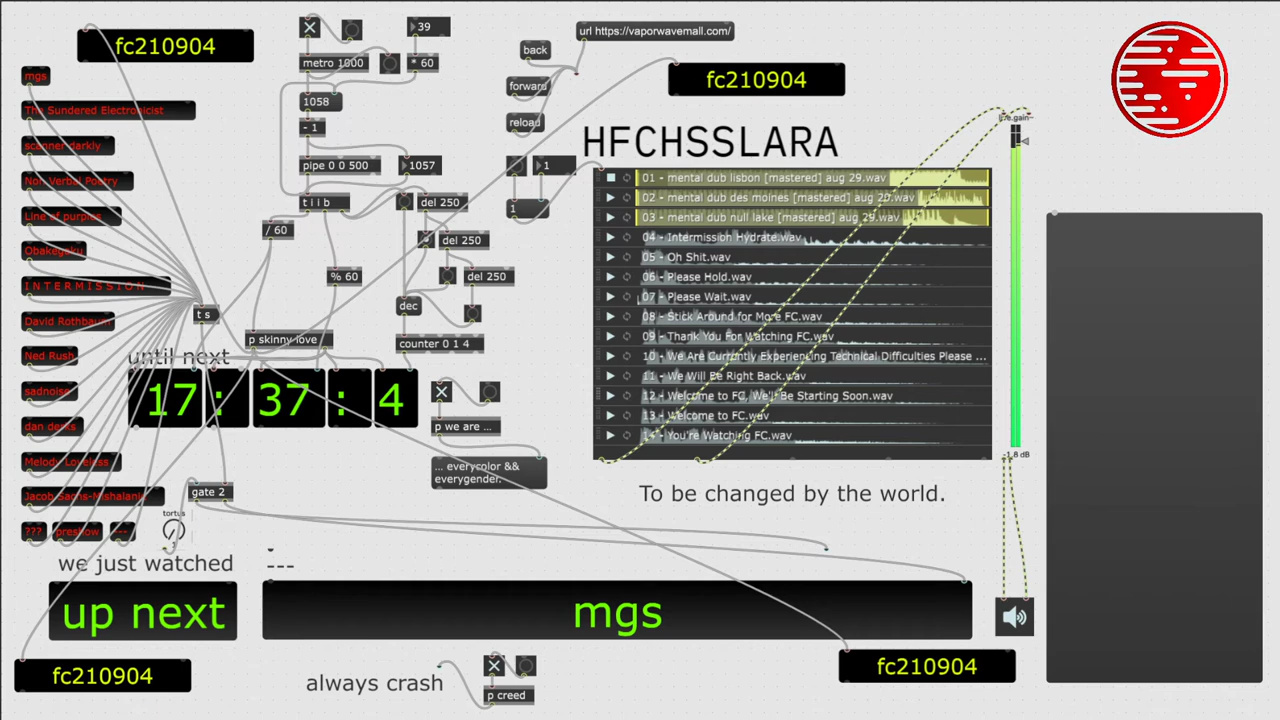 fc210904
mgs
The Sundered Electronicist
scanner darkly
Non Verbal Poetry
Line of purples
Obakegaku
INTERMISSION
David Rothbaum
Ned Rush
sadnoise
dan derks
Melody Loveless
Jacob Sachs-Mishalanie
???
preshow
---
39
metro 1000
* 60
1058
- 1
pipe 0 0 500
1057
t i i b
del 250
/ 60
del 250
% 60
del 250
dec
t s
p skinny love
counter 0 1 4
until next
17 : 37 : 4
p we are ...
... everycolor &&
everygender.
gate 2
tortus
we just watched
---
up next
mgs
fc210904
always crash
p creed
fc210904
back
forward
reload
url https://vaporwavemall.com/
fc210904
1
1
HFCHSSLARA
01 - mental dub lisbon [mastered] aug 29.wav
02 - mental dub des moines [mastered] aug 29.wav
03 - mental dub null lake [mastered] aug 29.wav
04 - Intermission Hydrate.wav
05 - Oh Shit.wav
06 - Please Hold.wav
07 - Please Wait.wav
08 - Stick Around for More FC.wav
09 - Thank You For Watching FC.wav
10 - We Are Currently Experiencing Technical Difficulties Please ...
11 - We Will Be Right Back.wav
12 - Welcome to FC, We'll Be Starting Soon.wav
13 - Welcome to FC.wav
14 - You're Watching FC.wav
To be changed by the world.
live.gain~
-1.8 dB